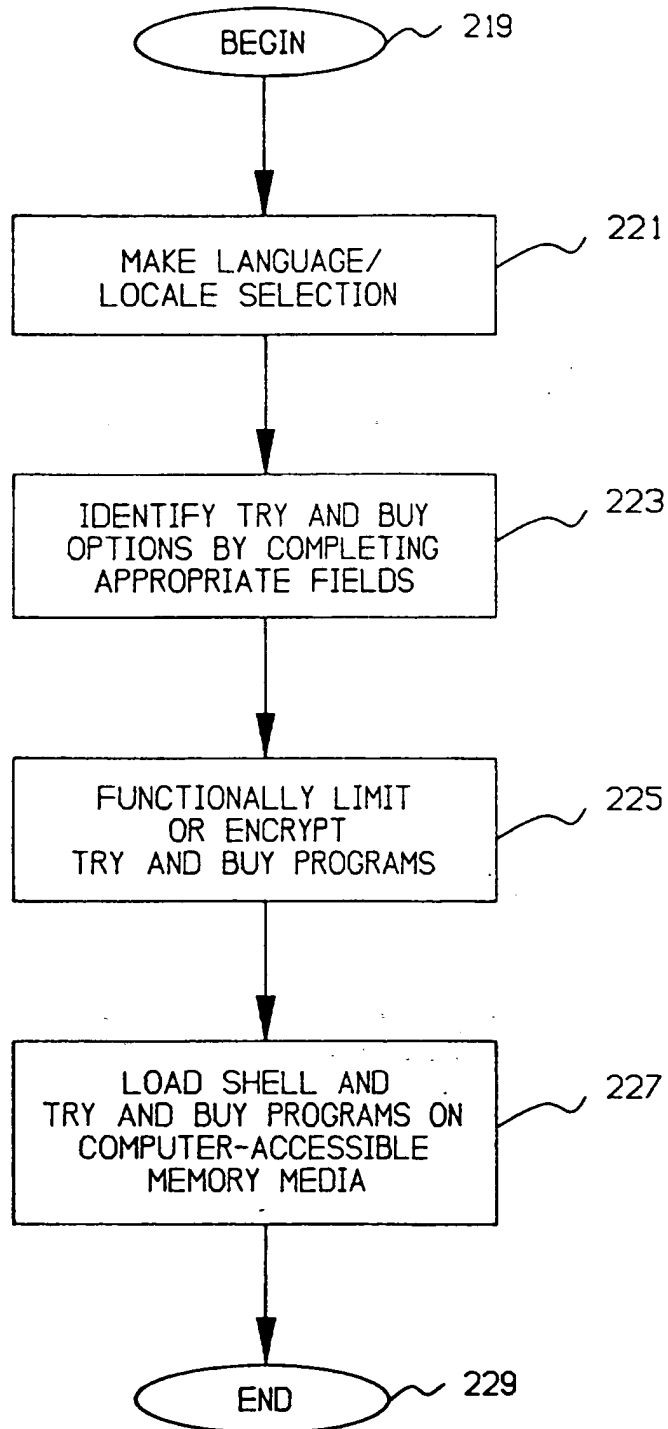 BEGIN
219
MAKE LANGUAGE/
LOCALE SELECTION
221
IDENTIFY TRY AND BUY
OPTIONS BY COMPLETING
APPROPRIATE FIELDS
223
FUNCTIONALLY LIMIT
OR ENCRYPT
TRY AND BUY PROGRAMS
225
LOAD SHELL AND
TRY AND BUY PROGRAMS ON
COMPUTER-ACCESSIBLE
MEMORY MEDIA
227
END
229